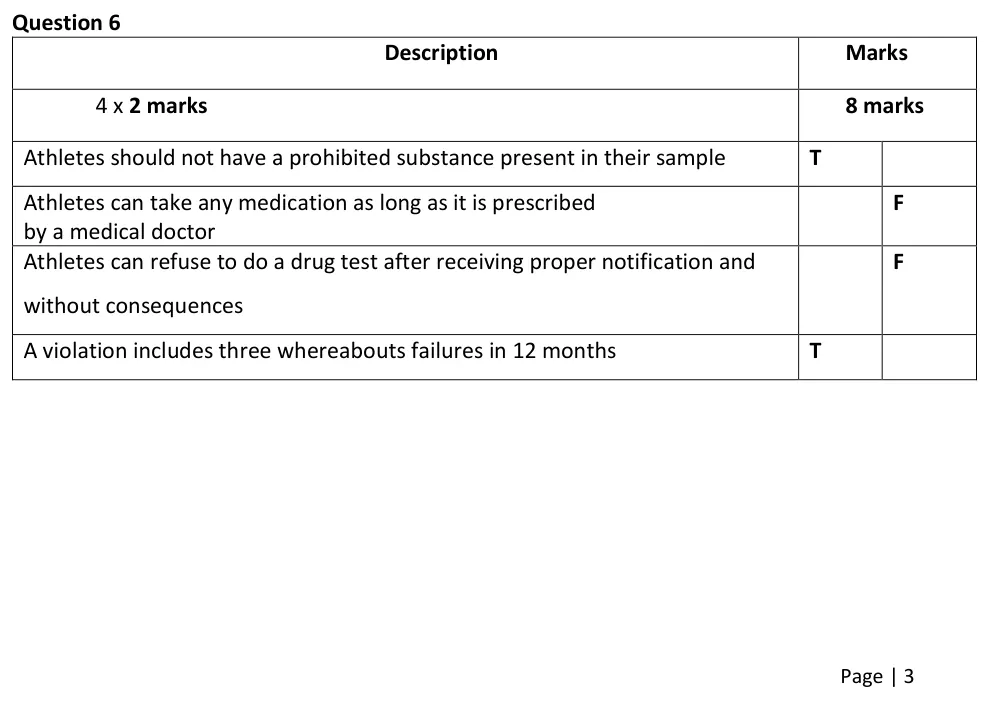 Question 6
Description Marks
4 x 2 marks 8 marks
Athletes should not have a prohibited substance present in their sample T
Athletes can take any medication as long as it is prescribed F
by a medical doctor
Athletes can refuse to do a drug test after receiving proper notification and F
without consequences
A violation includes three whereabouts failures in 12 months T
Page | 3